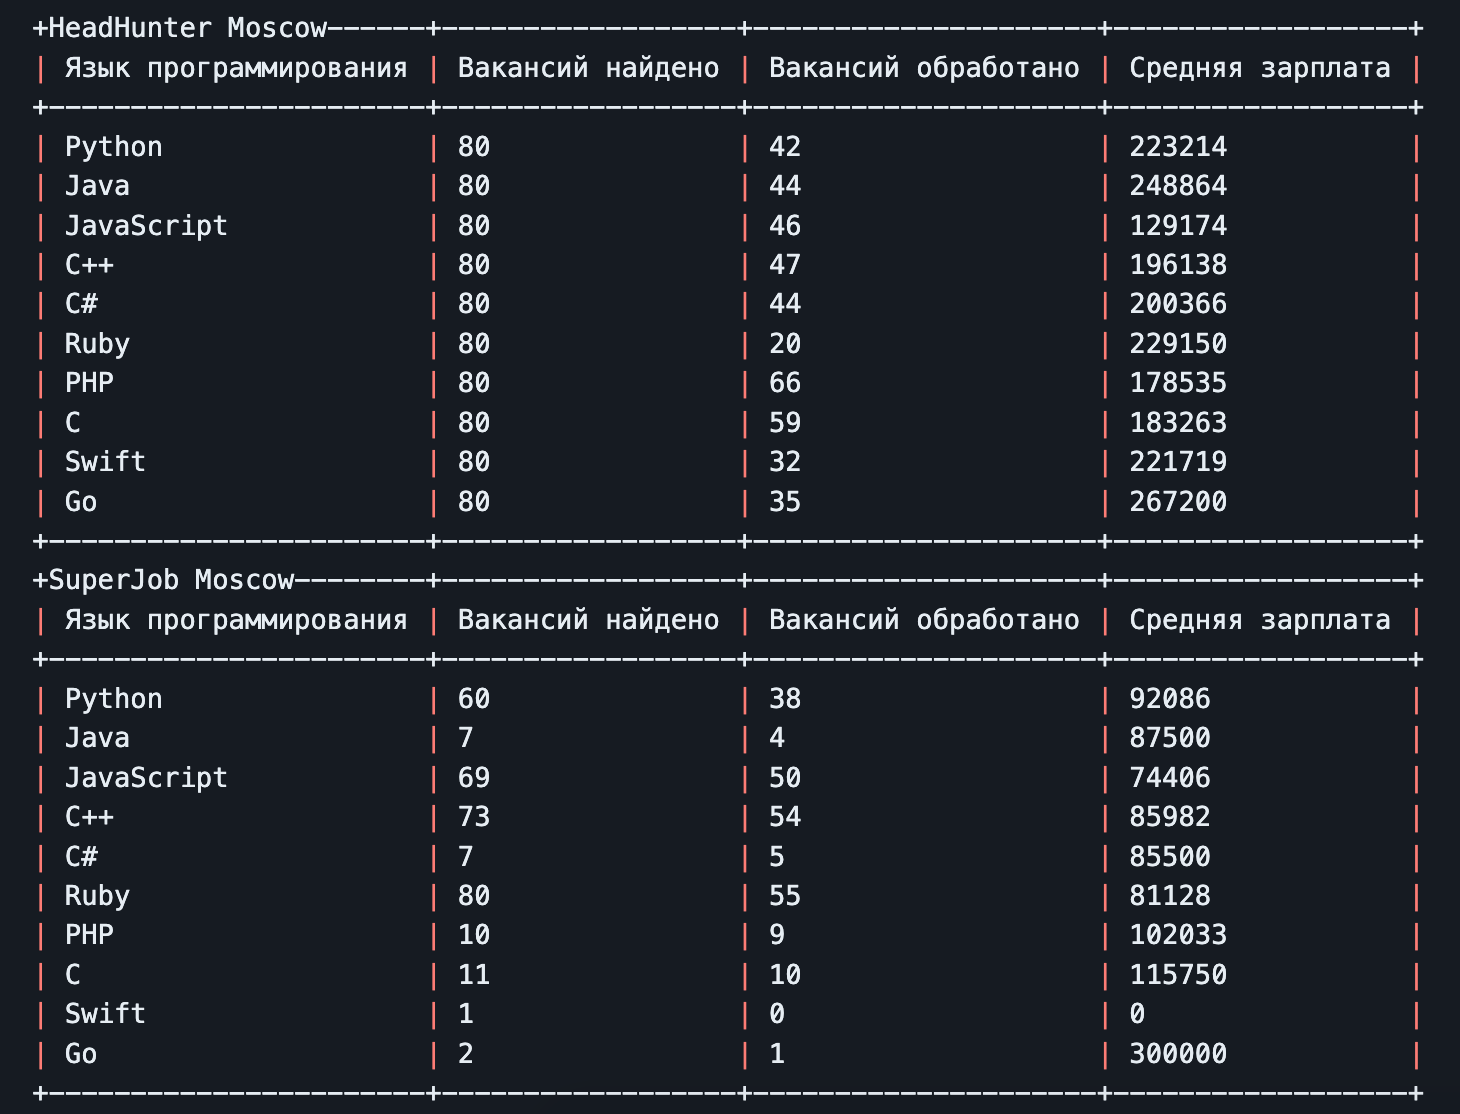 +HeadHunter Moscow------+------------------+---------------------+------------------+
| Язык программирования | Вакансий найдено | Вакансий обработано | Средняя зарплата |
+-----------------------+------------------+---------------------+------------------+
| Python | 80 | 42 | 223214 |
| Java | 80 | 44 | 248864 |
| JavaScript | 80 | 46 | 129174 |
| C++ | 80 | 47 | 196138 |
| C# | 80 | 44 | 200366 |
| Ruby | 80 | 20 | 229150 |
| PHP | 80 | 66 | 178535 |
| C | 80 | 59 | 183263 |
| Swift | 80 | 32 | 221719 |
| Go | 80 | 35 | 267200 |
+-----------------------+------------------+---------------------+------------------+
+SuperJob Moscow--------+------------------+---------------------+------------------+
| Язык программирования | Вакансий найдено | Вакансий обработано | Средняя зарплата |
+-----------------------+------------------+---------------------+------------------+
| Python | 60 | 38 | 92086 |
| Java | 7 | 4 | 87500 |
| JavaScript | 69 | 50 | 74406 |
| C++ | 73 | 54 | 85982 |
| C# | 7 | 5 | 85500 |
| Ruby | 80 | 55 | 81128 |
| PHP | 10 | 9 | 102033 |
| C | 11 | 10 | 115750 |
| Swift | 1 | 0 | 0 |
| Go | 2 | 1 | 300000 |
+-----------------------+------------------+---------------------+------------------+